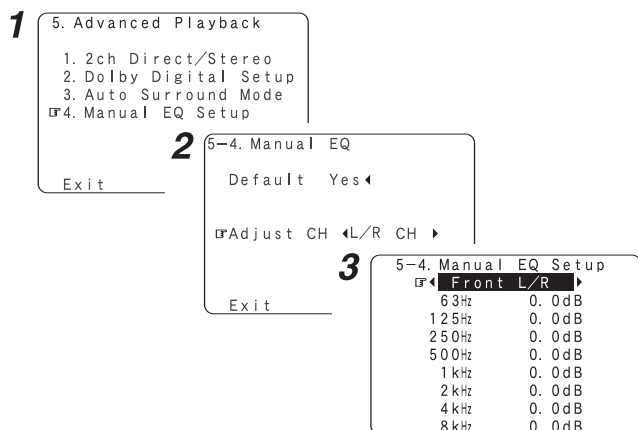 1
5. Advanced Playback
1. 2ch Direct/Stereo
2. Dolby Digital Setup
3. Auto Surround Mode
☞4. Manual EQ Setup
Exit
2
5-4. Manual EQ
Default Yes◀
☞Adjust CH ◀L/R CH ▶
Exit
3
5-4. Manual EQ Setup
☞◀ Front L/R ▶
63Hz 0.0dB
125Hz 0.0dB
250Hz 0.0dB
500Hz 0.0dB
1kHz 0.0dB
2kHz 0.0dB
4kHz 0.0dB
8kHz 0.0dB